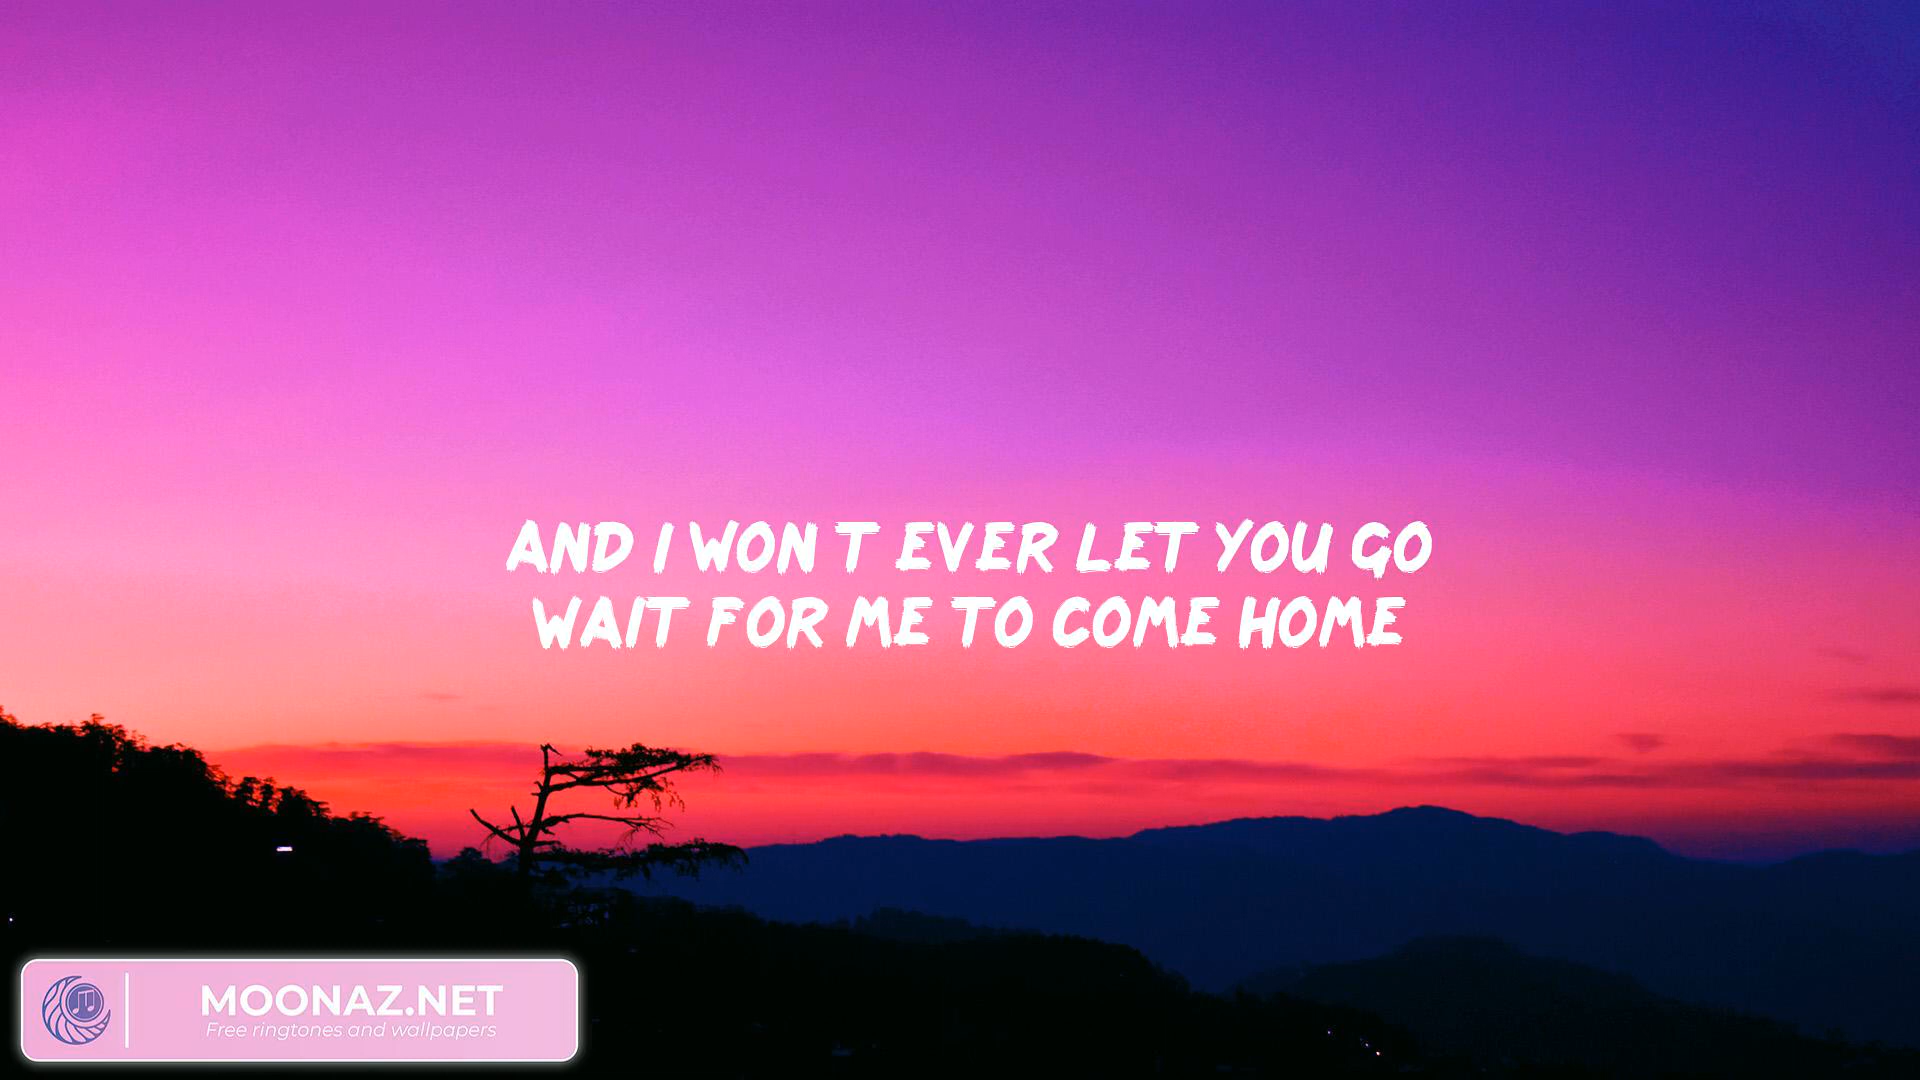 AND I WON T EVER LET YOU GO
WAIT FOR ME TO COME HOME
MOONAZ.NET
Free ringtones and wallpapers